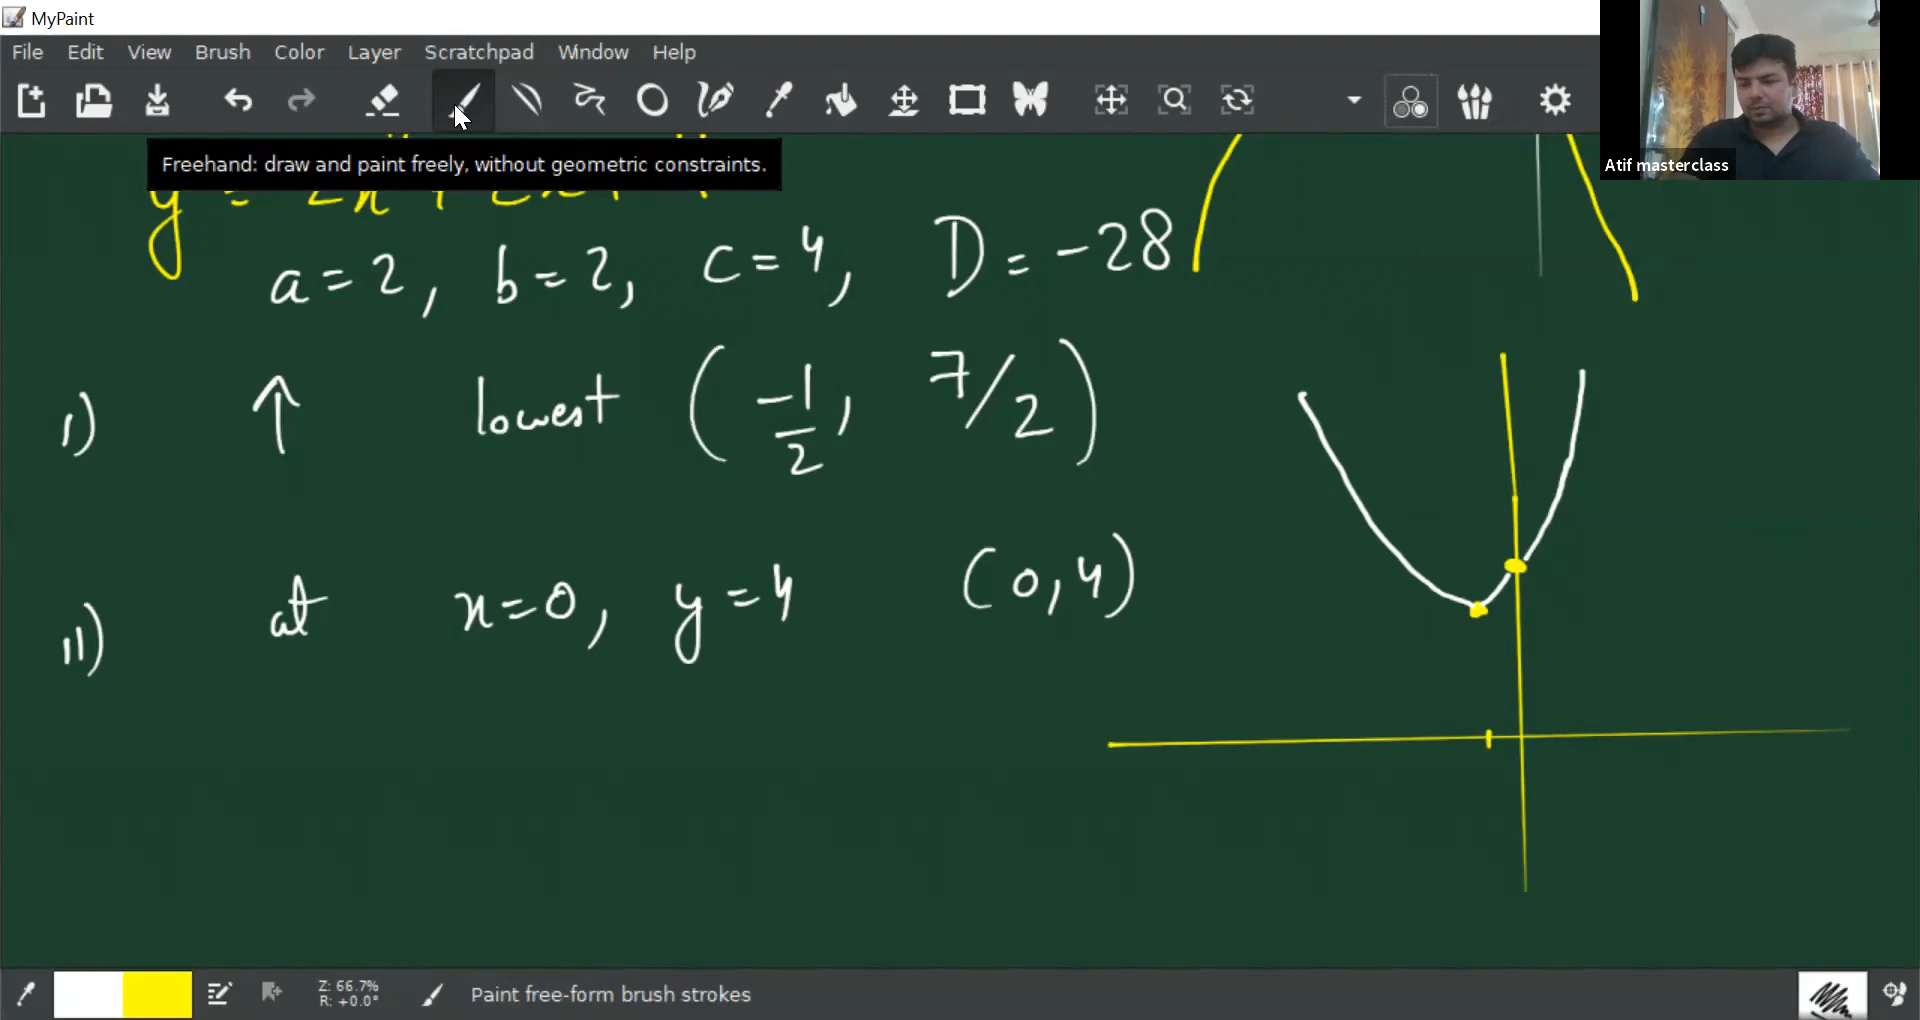 MyPaint
File Edit View Brush Color Layer Scratchpad Window Help
Freehand: draw and paint freely, without geometric constraints.
Atif masterclass
y =
a = 2, b = 2, c = 4, D = -28
I) ↑ lowest (-1/2, 7/2)
II) at x=0, y=4 (0,4)
Z: 66.7%
R: +0.0°
Paint free-form brush strokes